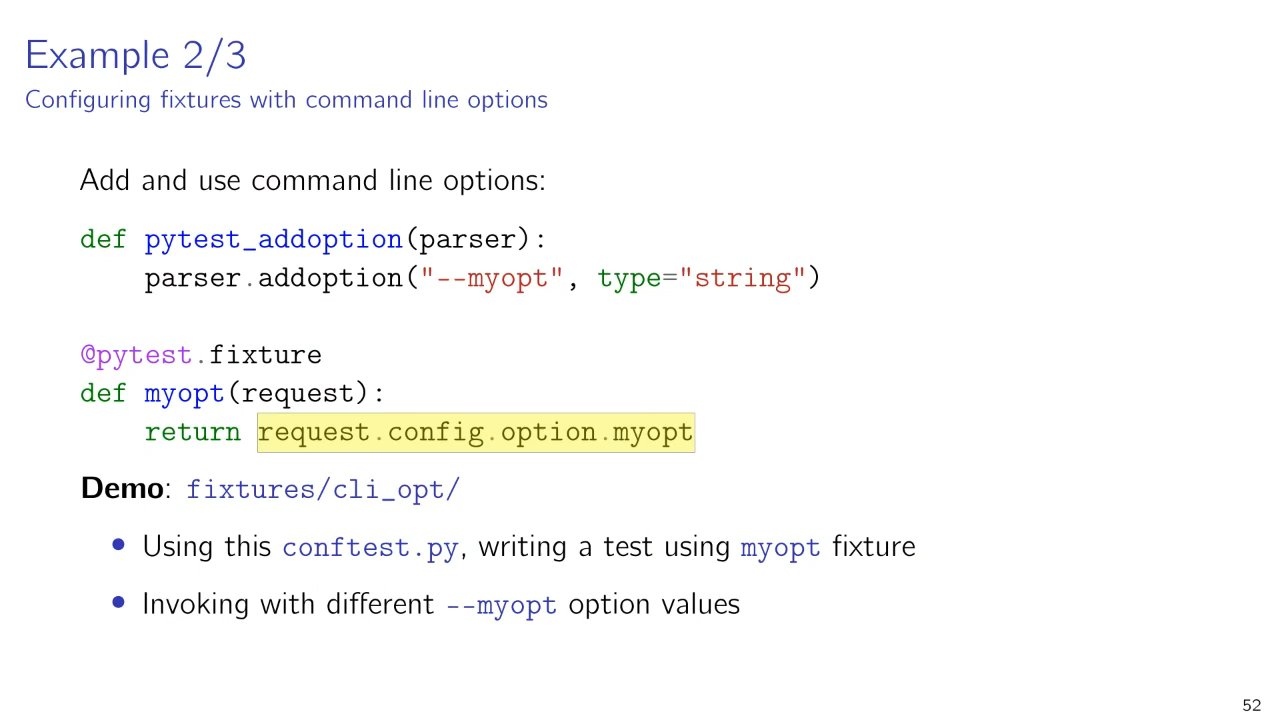 Example 2/3
Configuring fixtures with command line options
Add and use command line options:
def pytest_addoption(parser):
    parser.addoption("--myopt", type="string")
@pytest.fixture
def myopt(request):
    return request.config.option.myopt
Demo: fixtures/cli_opt/
• Using this conftest.py, writing a test using myopt fixture
• Invoking with different --myopt option values
52